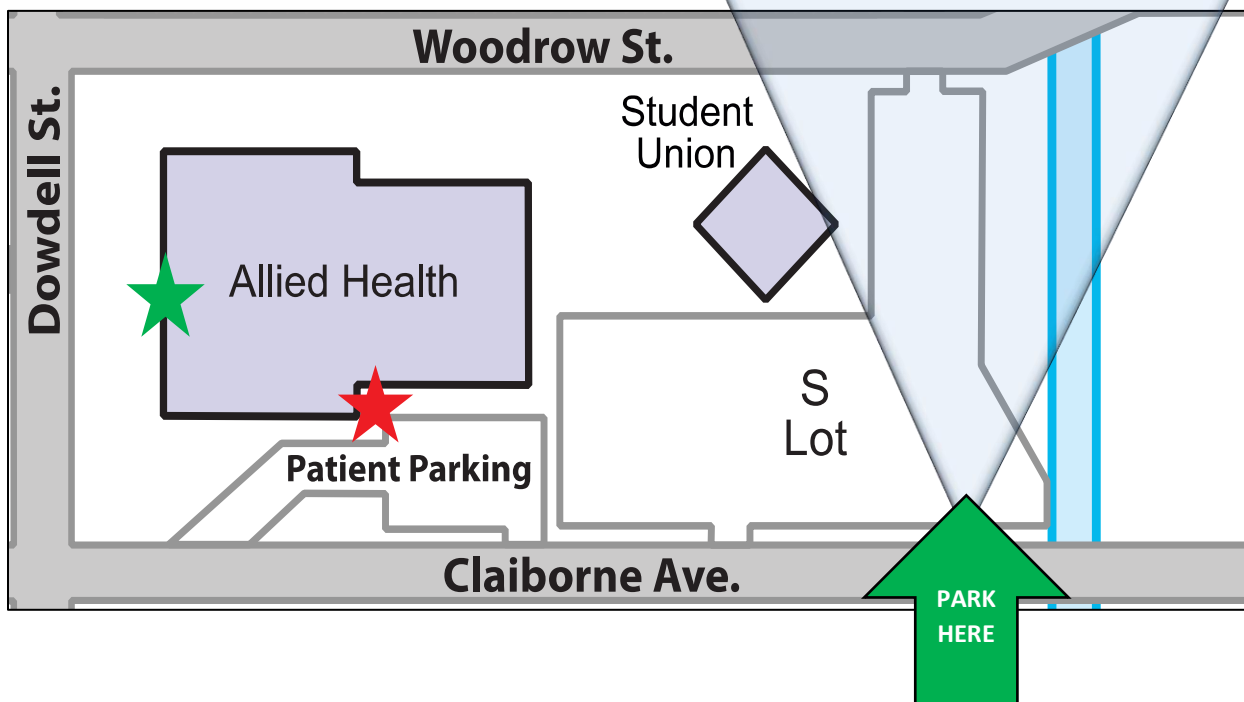 Woodrow St.
Dowdell St.
Student
Union
Allied Health
S
Lot
Patient Parking
Claiborne Ave.
PARK
HERE